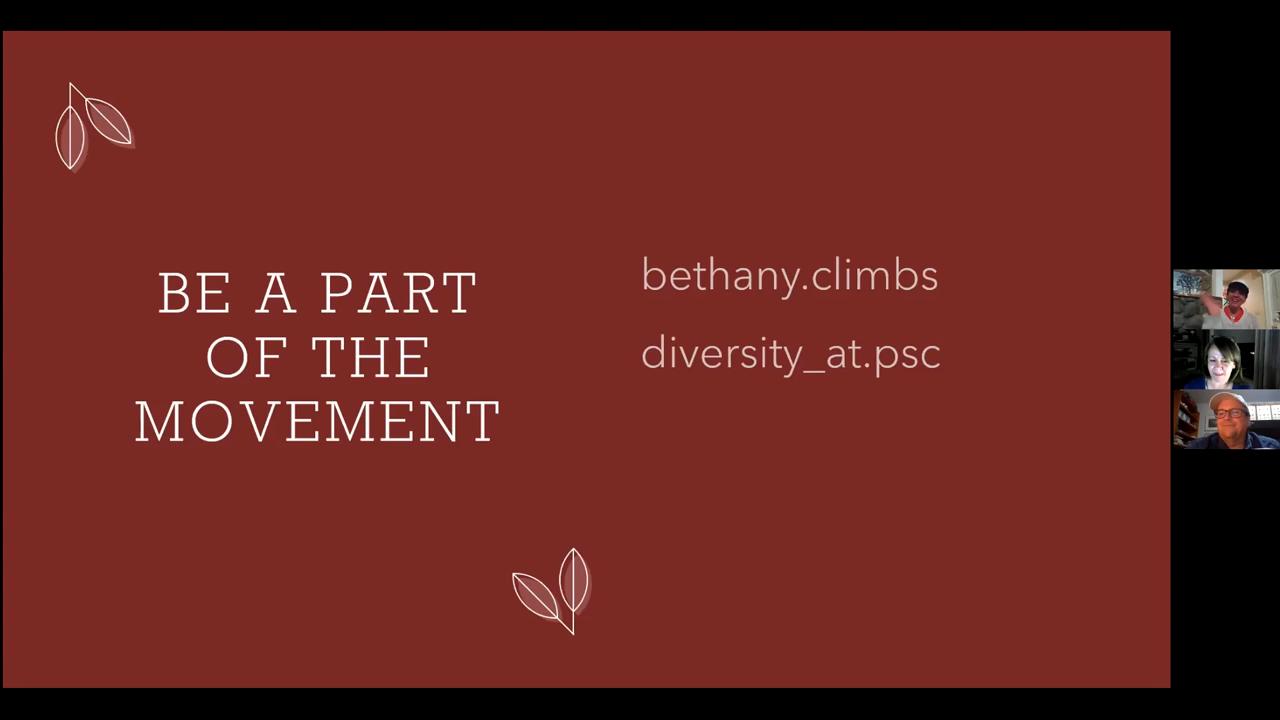 BE A PART
OF THE
MOVEMENT
bethany.climbs
diversity_at.psc